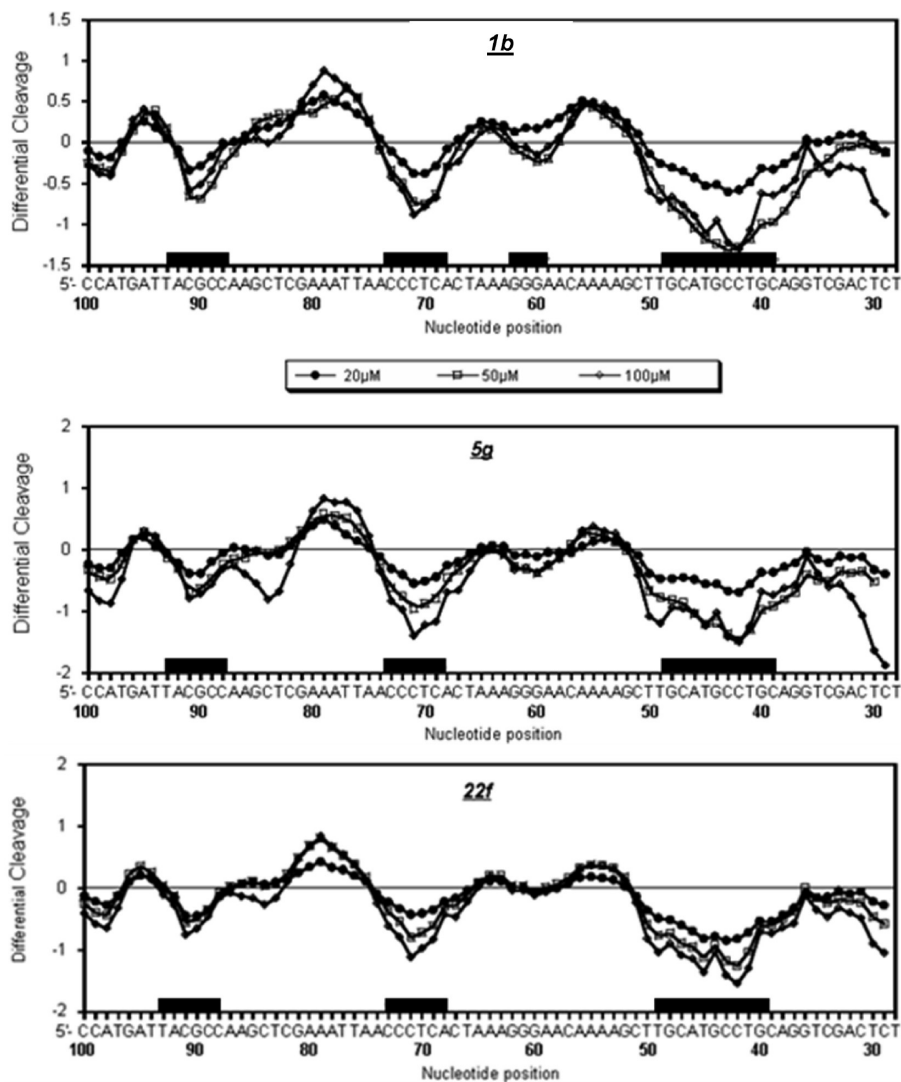 1b
Differential Cleavage
1.5
1
0.5
0
-0.5
-1
-1.5
5'- CCATGATTACGCCAAGCTCGAAATTAACCCTCACTAAAGGGAACAAAAGCTTGCATGCCTGCAGGTCGACTCT
100 90 80 70 60 50 40 30
Nucleotide position
20µM 50µM 100µM
5g
Differential Cleavage
2
1
0
-1
-2
5'- CCATGATTACGCCAAGCTCGAAATTAACCCTCACTAAAGGGAACAAAAGCTTGCATGCCTGCAGGTCGACTCT
100 90 80 70 60 50 40 30
Nucleotide position
22f
Differential Cleavage
2
1
0
-1
-2
5'- CCATGATTACGCCAAGCTCGAAATTAACCCTCACTAAAGGGAACAAAAGCTTGCATGCCTGCAGGTCGACTCT
100 90 80 70 60 50 40 30
Nucleotide position